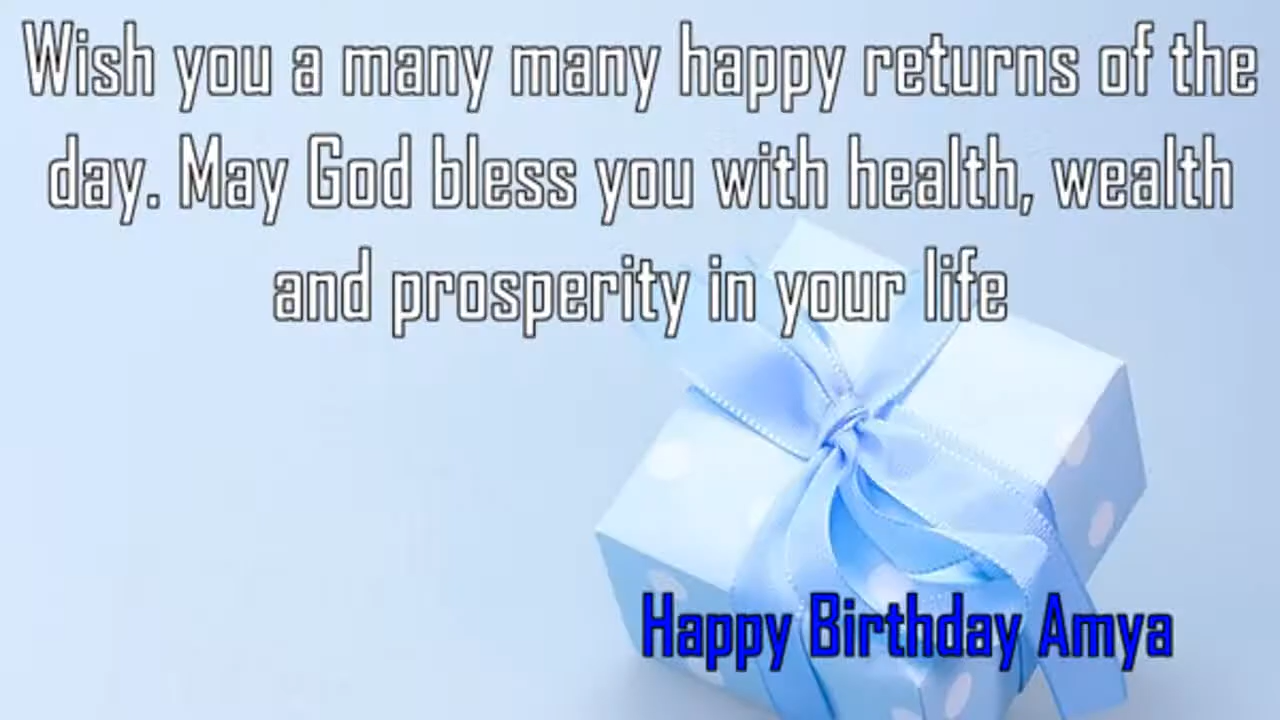 Wish you a many many happy returns of the
day. May God bless you with health, wealth
and prosperity in your life
Happy Birthday Amya